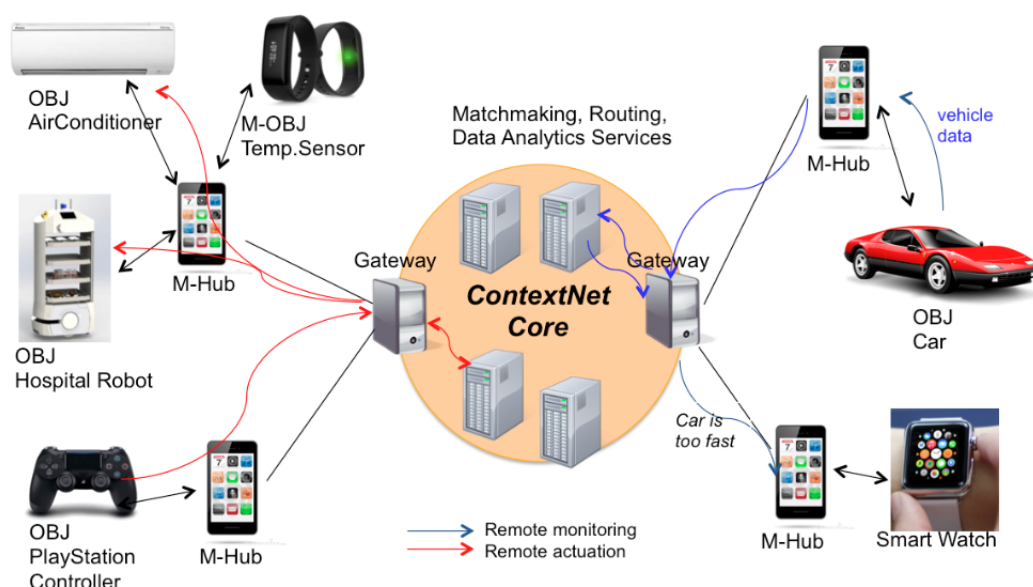 OBJ
AirConditioner
M-OBJ
Temp.Sensor
M-Hub
OBJ
Hospital Robot
OBJ
PlayStation
Controller
M-Hub
Matchmaking, Routing,
Data Analytics Services
Gateway
Gateway
ContextNet
Core
Car is
too fast
Remote monitoring
Remote actuation
M-Hub
vehicle
data
OBJ
Car
M-Hub
Smart Watch